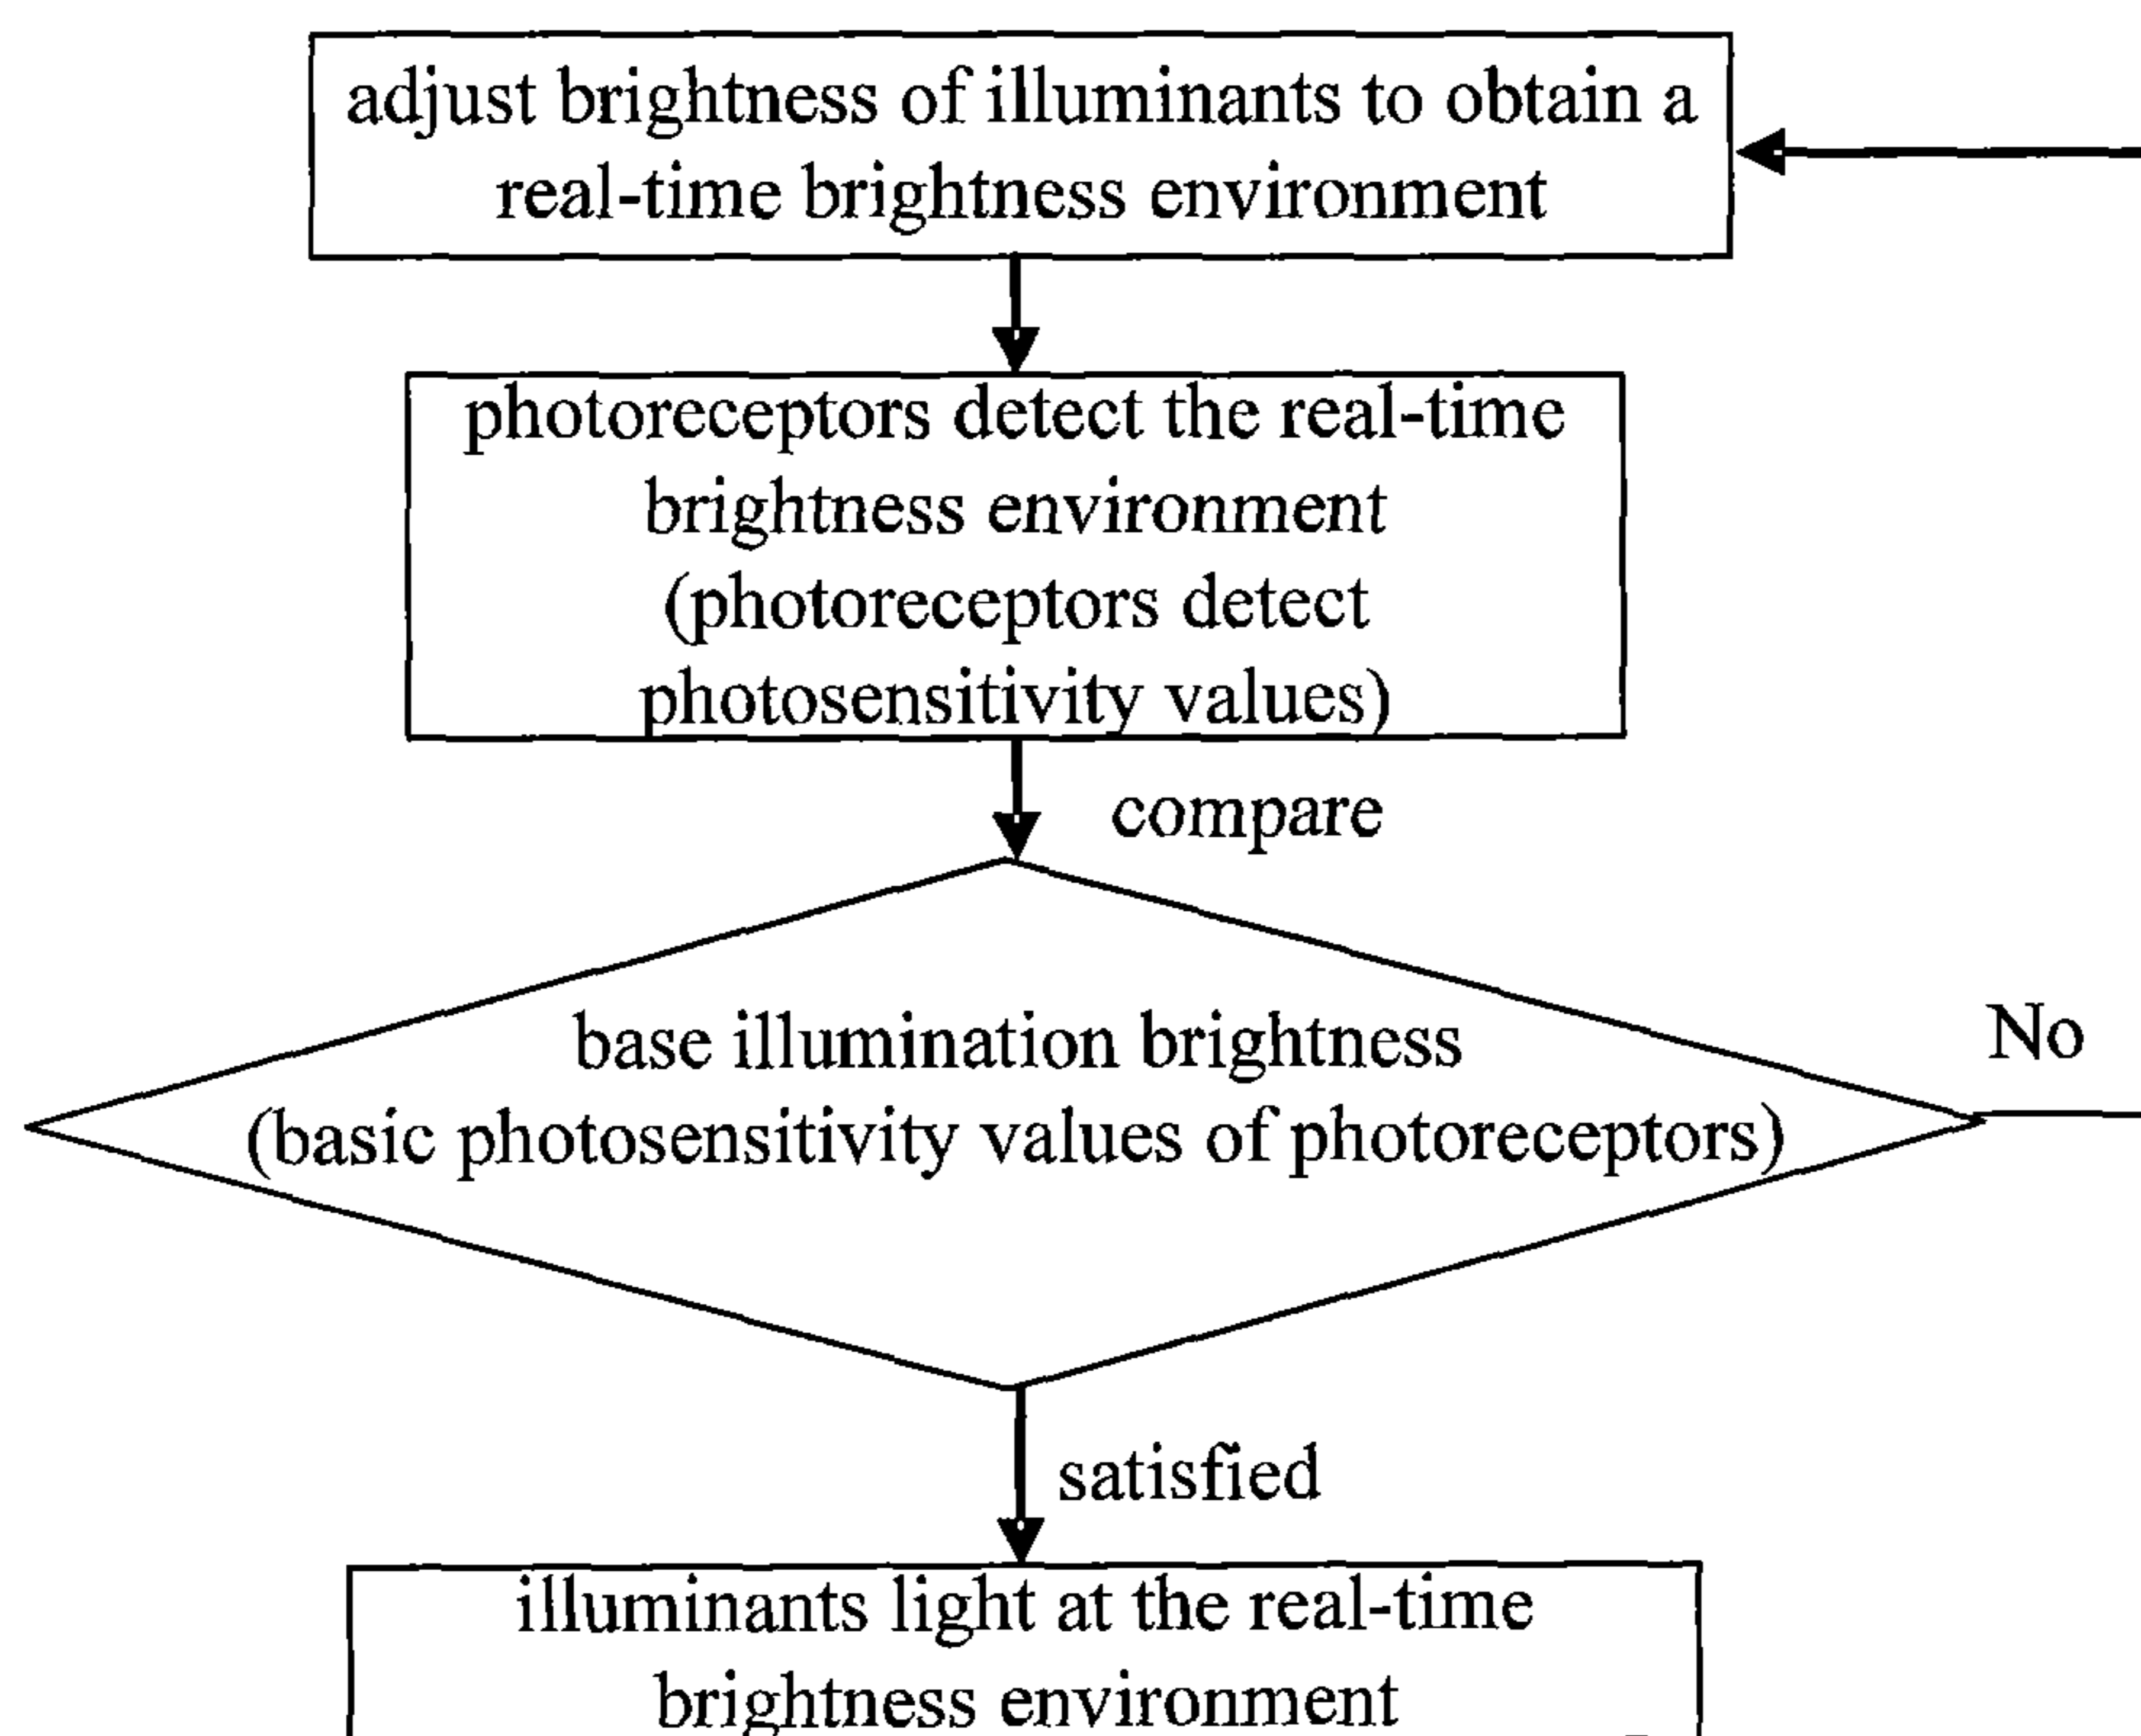 adjust brightness of illuminants to obtain a
real-time brightness environment
photoreceptors detect the real-time
brightness environment
(photoreceptors detect
photosensitivity values)
compare
base illumination brightness
(basic photosensitivity values of photoreceptors)
No
satisfied
illuminants light at the real-time
brightness environment